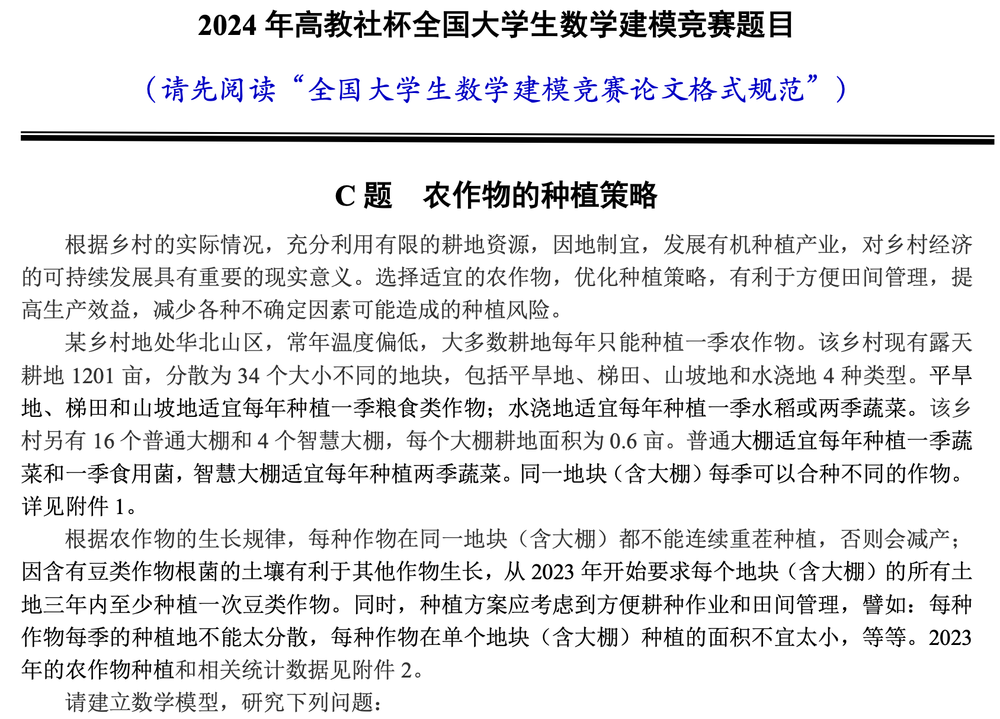 2024 年高教社杯全国大学生数学建模竞赛题目
（请先阅读“全国大学生数学建模竞赛论文格式规范”）
C 题　农作物的种植策略
根据乡村的实际情况，充分利用有限的耕地资源，因地制宜，发展有机种植产业，对乡村经济
的可持续发展具有重要的现实意义。选择适宜的农作物，优化种植策略，有利于方便田间管理，提
高生产效益，减少各种不确定因素可能造成的种植风险。
某乡村地处华北山区，常年温度偏低，大多数耕地每年只能种植一季农作物。该乡村现有露天
耕地 1201 亩，分散为 34 个大小不同的地块，包括平旱地、梯田、山坡地和水浇地 4 种类型。平旱
地、梯田和山坡地适宜每年种植一季粮食类作物；水浇地适宜每年种植一季水稻或两季蔬菜。该乡
村另有 16 个普通大棚和 4 个智慧大棚，每个大棚耕地面积为 0.6 亩。普通大棚适宜每年种植一季蔬
菜和一季食用菌，智慧大棚适宜每年种植两季蔬菜。同一地块（含大棚）每季可以合种不同的作物。
详见附件 1。
根据农作物的生长规律，每种作物在同一地块（含大棚）都不能连续重茬种植，否则会减产；
因含有豆类作物根菌的土壤有利于其他作物生长，从 2023 年开始要求每个地块（含大棚）的所有土
地三年内至少种植一次豆类作物。同时，种植方案应考虑到方便耕种作业和田间管理，譬如：每种
作物每季的种植地不能太分散，每种作物在单个地块（含大棚）种植的面积不宜太小，等等。2023
年的农作物种植和相关统计数据见附件 2。
请建立数学模型，研究下列问题：